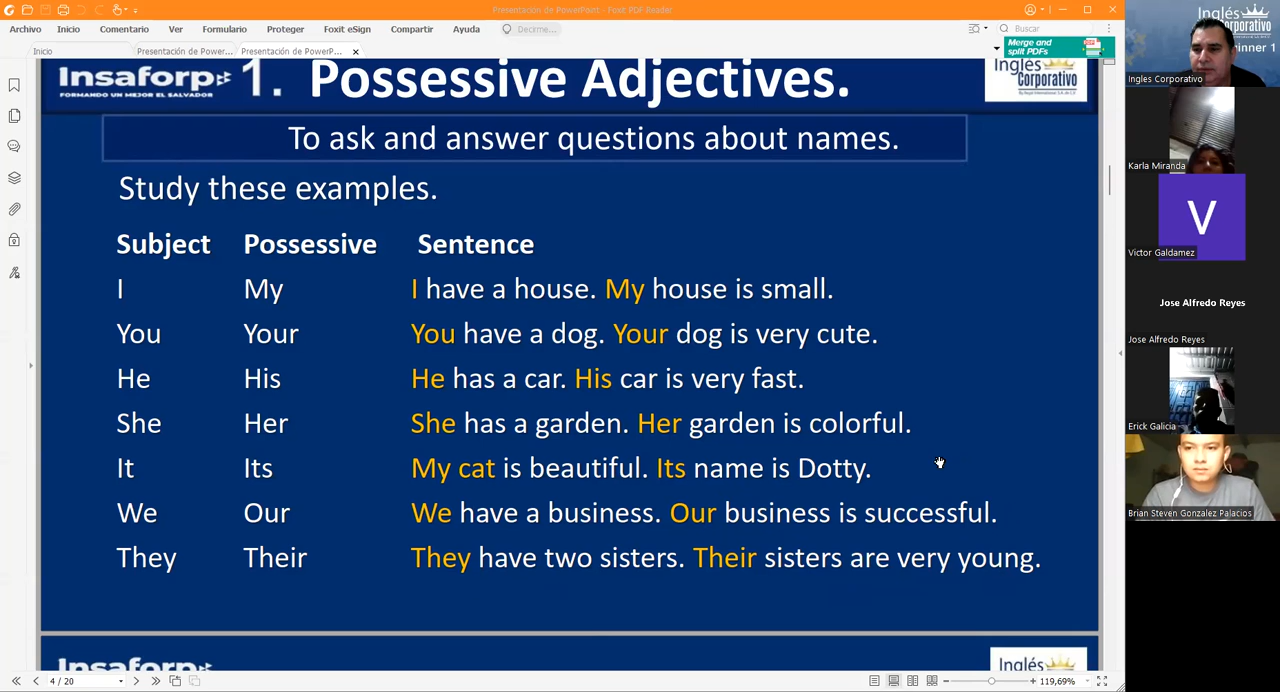 Presentación de PowerPoint - Foxit PDF Reader
Archivo Inicio Comentario Ver Formulario Proteger Foxit eSign Compartir Ayuda Decirme... Buscar
Inicio Presentación de Power... Presentación de PowerP...
Merge and
split PDFs
Insaforp
FORMANDO UN MEJOR EL SALVADOR
1. Possessive Adjectives.
Inglés
Corporativo
To ask and answer questions about names.
Study these examples.
Subject Possessive Sentence
I My I have a house. My house is small.
You Your You have a dog. Your dog is very cute.
He His He has a car. His car is very fast.
She Her She has a garden. Her garden is colorful.
It Its My cat is beautiful. Its name is Dotty.
We Our We have a business. Our business is successful.
They Their They have two sisters. Their sisters are very young.
Insaforp
Inglés
4 / 20
119,69%
Inglés
Corporativo
inner 1
Ingles Corporativo
Karla Miranda
V
Victor Galdamez
Jose Alfredo Reyes
Jose Alfredo Reyes
Erick Galicia
Brian Steven Gonzalez Palacios